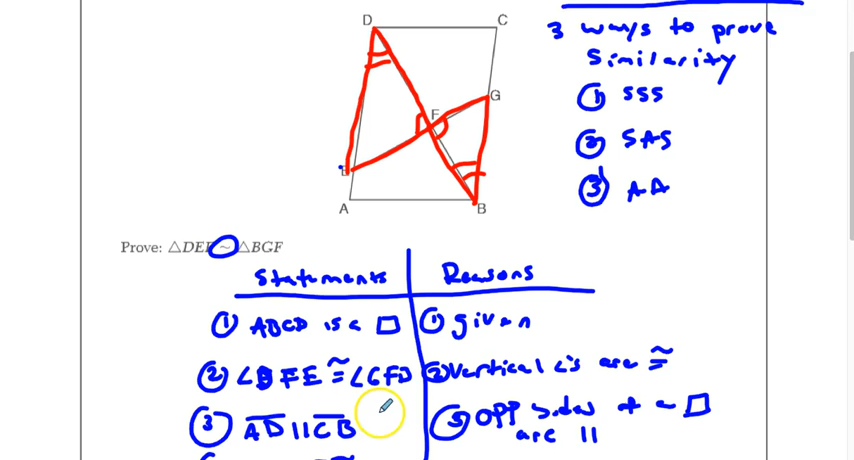 D C
3 ways to prove
Similarity
① SSS
G
F
② SAS
E
③ AA
A B
Prove: △DEF ~ △BGF
Statements Reasons
① ABCD is a ▱ ① given
② ∠BFE ≅ ∠GFD ② Vertical ∠'s are ≅
③ AD || CB ③ Opp sides of a ▱
are ||